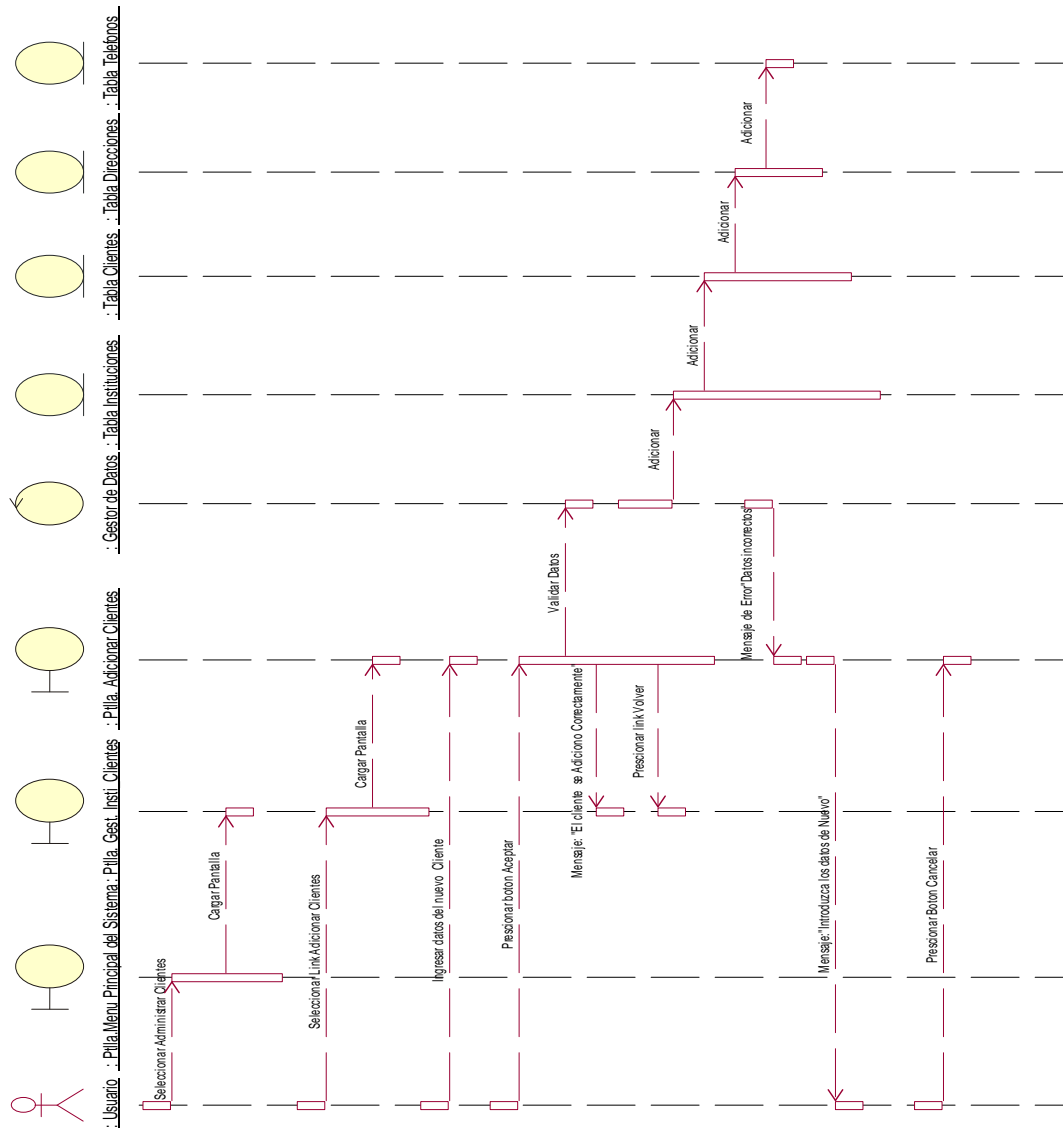 : Usuario
: Ptlla.Menu Principal del Sistema
: Ptlla. Gest. Insti Clientes
: Ptlla. Adicionar Clientes
: Gestor de Datos
: Tabla Instituciones
: Tabla Clientes
: Tabla Direcciones
: Tabla Telefonos
Seleccionar Administrar Clientes
Cargar Pantalla
Seleccionar Link Adicionar Clientes
Cargar Pantalla
Ingresar datos del nuevo Cliente
Prescionar boton Aceptar
Validar Datos
Mensaje: "El cliente se Adiciono Correctamente"
Prescionar link Volver
Adicionar
Adicionar
Adicionar
Adicionar
Mensaje de Error"Datos incorrectos"
Mensaje:"Introduzca los datos de Nuevo"
Prescionar Boton Cancelar